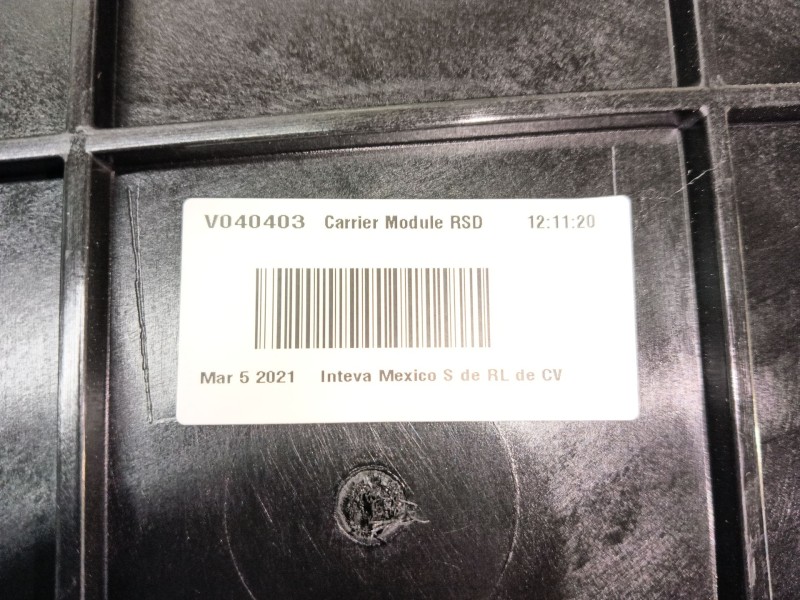 V040403 Carrier Module RSD 12:11:20
Mar 5 2021 Inteva Mexico S de RL de CV